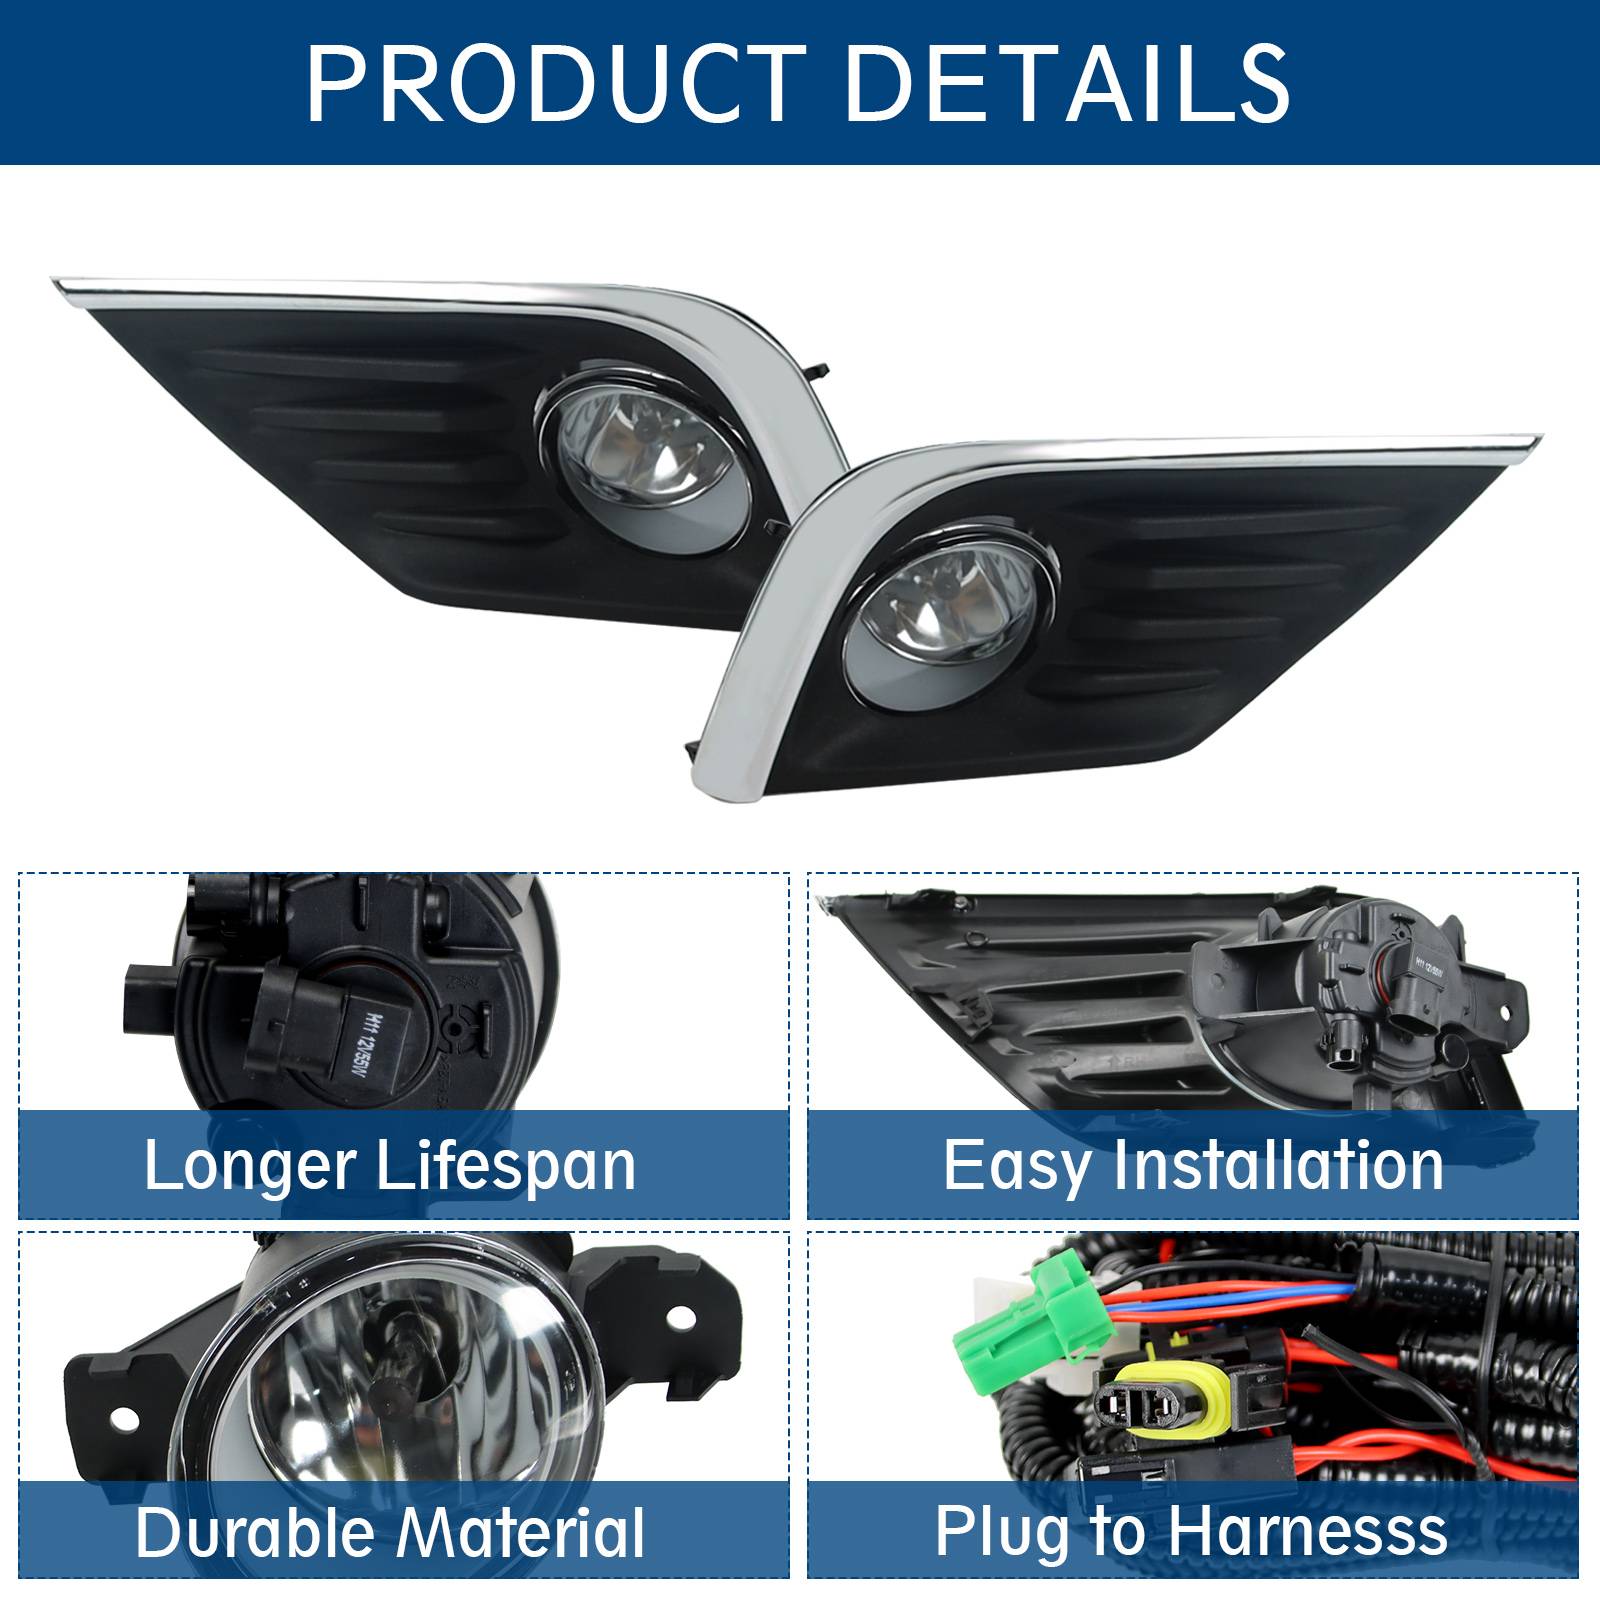 PRODUCT DETAILS
H11 12V55W
H11 12V55W
Longer Lifespan
Easy Installation
Durable Material
Plug to Harnesss